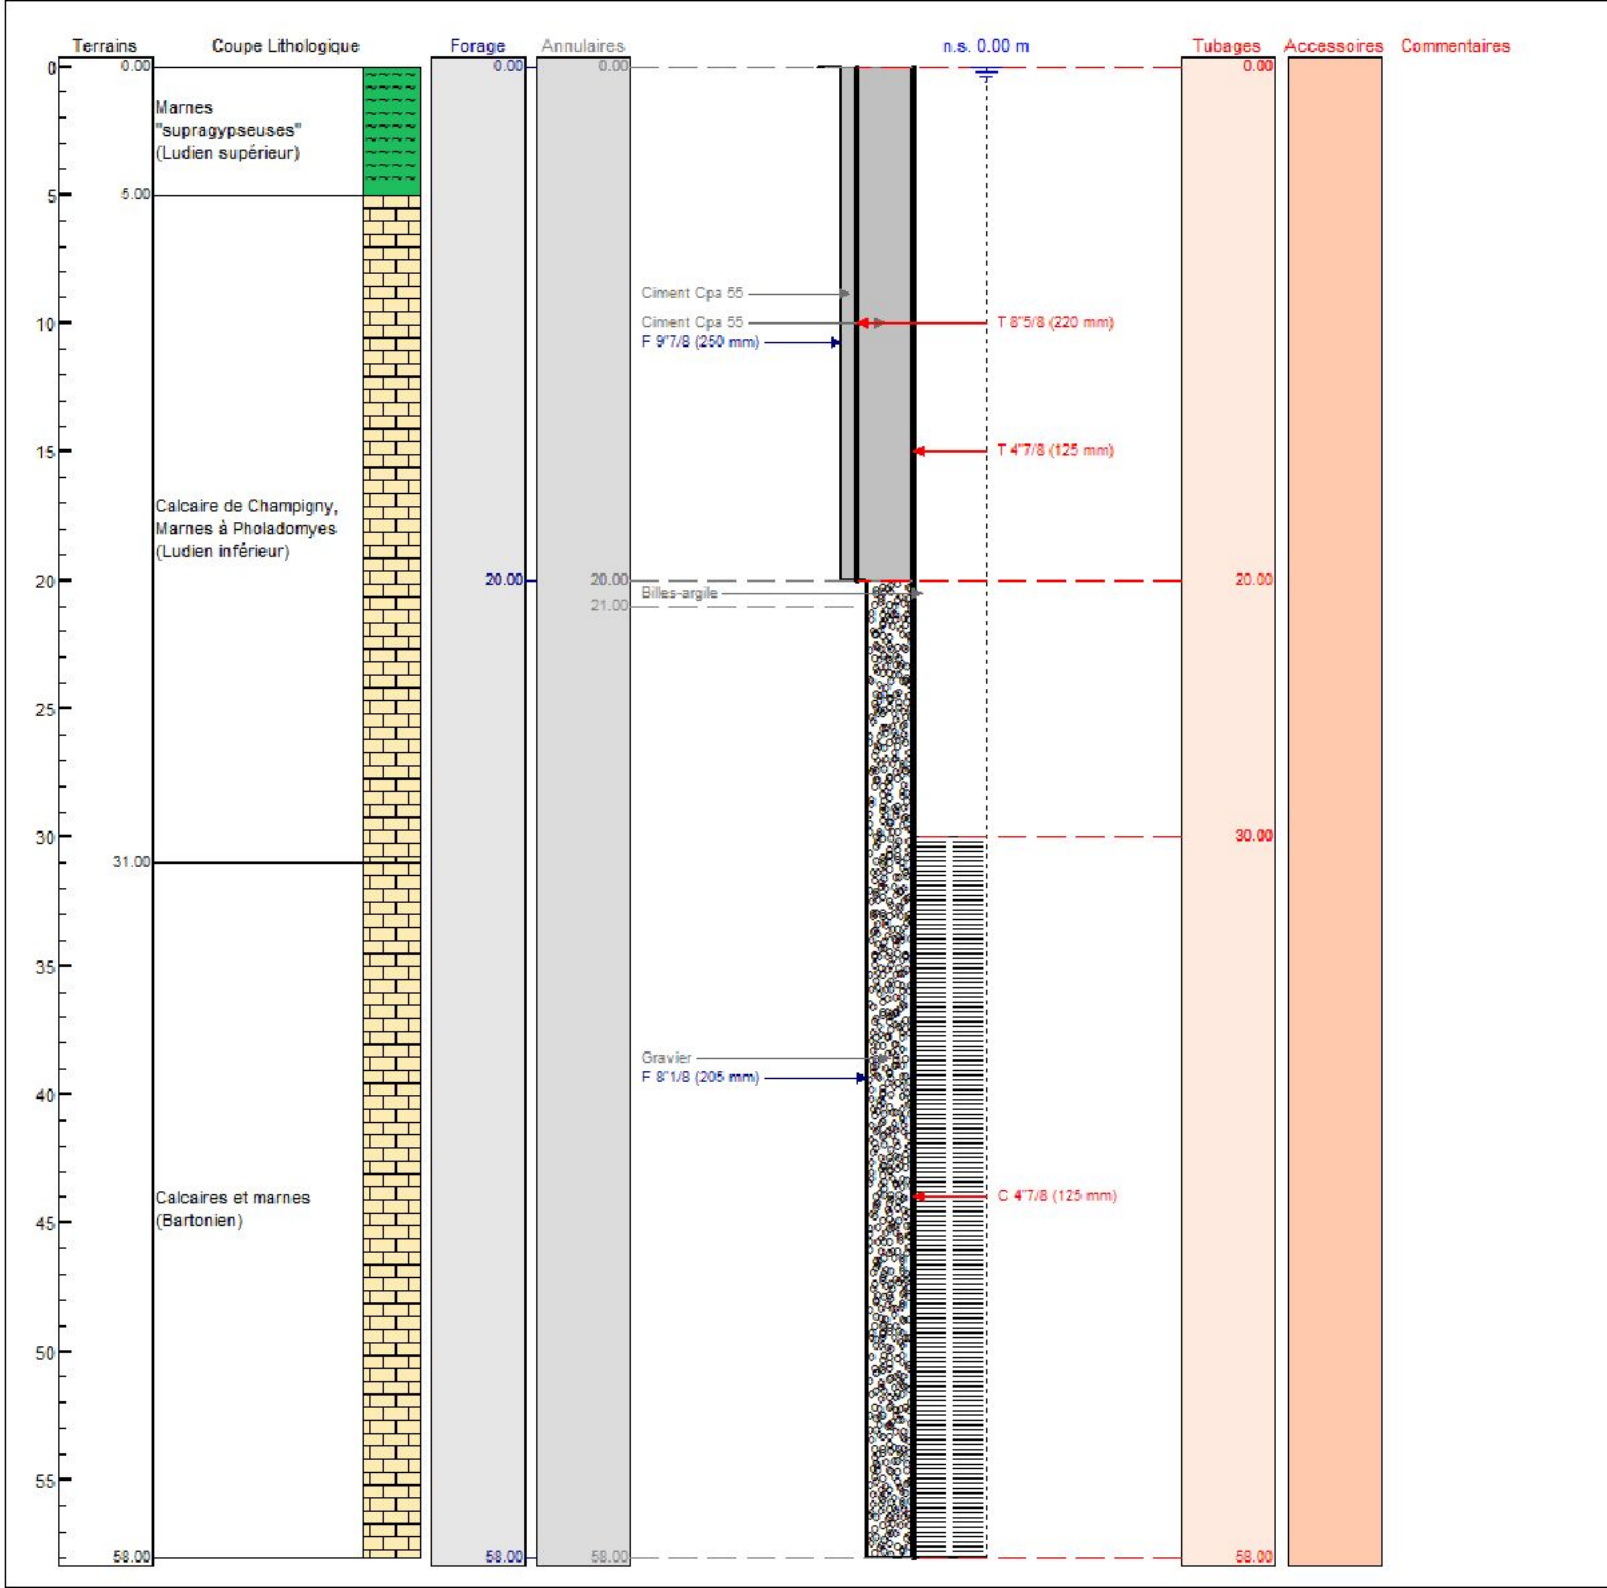 Terrains Coupe Lithologique Forage Annulaires n.s. 0.00 m Tubages Accessoires Commentaires
0 0.00 0.00 0.00 0.00
Marnes
"supragypseuses"
(Ludien supérieur)
5 5.00
Ciment Cpa 55
10 Ciment Cpa 55 T 8"5/8 (220 mm)
F 9"7/8 (250 mm)
15 T 4"7/8 (125 mm)
Calcaire de Champigny,
Marnes à Pholadomyes
(Ludien inférieur)
20 20.00 20.00 20.00
Billes argile
21.00
25
30 30.00
31.00
35
Gravier
F 8"1/8 (205 mm)
40
Calcaires et marnes C 4"7/8 (125 mm)
(Bartonien)
45
50
55
58.00 58.00 58.00 58.00